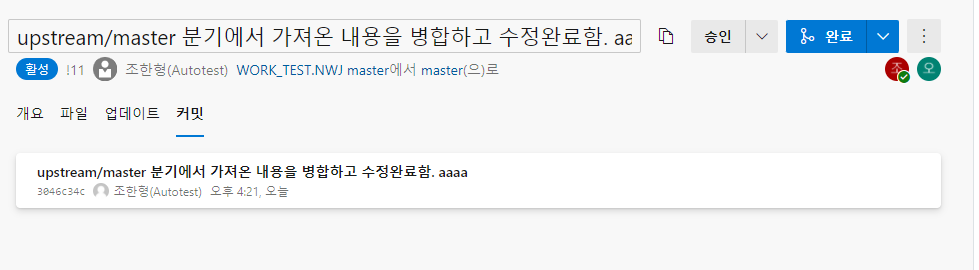 upstream/master 분기에서 가져온 내용을 병합하고 수정완료함. aa
승인
완료
활성 !11 조한형(Autotest) WORK_TEST.NWJ master에서 master(으)로
조 오
개요 파일 업데이트 커밋
upstream/master 분기에서 가져온 내용을 병합하고 수정완료함. aaaa
3046c34c 조한형(Autotest) 오후 4:21, 오늘